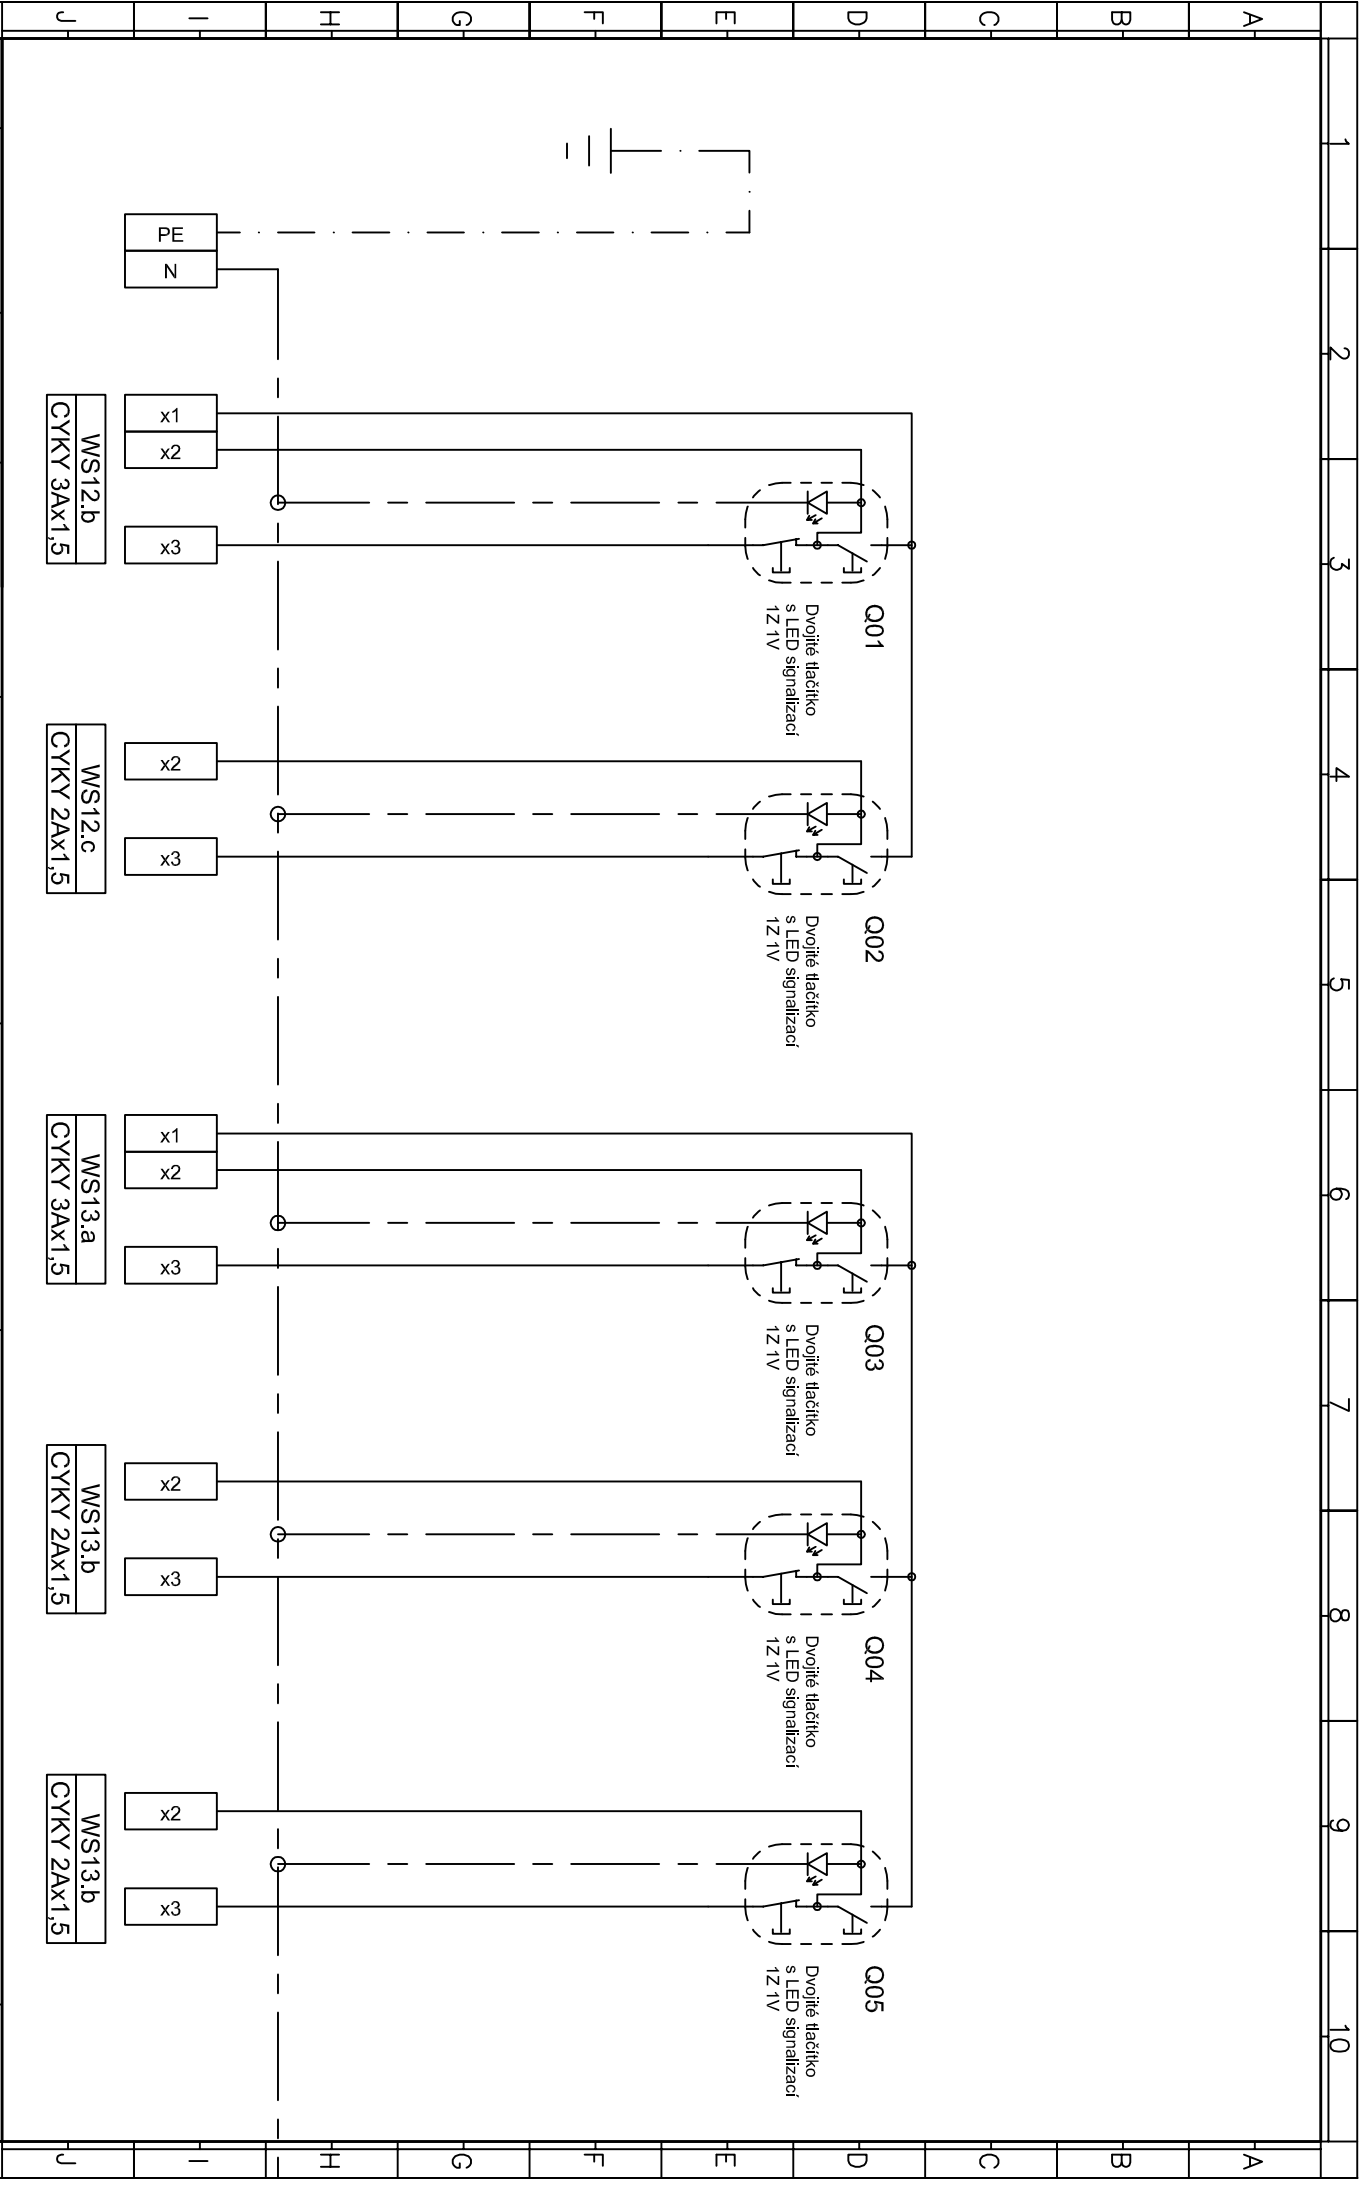 1
2
3
4
5
6
7
8
9
10
A
B
C
D
E
F
G
H
I
J
A
B
C
D
E
F
G
H
I
J
Q01
Dvojité tlačítko
s LED signalizací
1Z 1V
Q02
Dvojité tlačítko
s LED signalizací
1Z 1V
Q03
Dvojité tlačítko
s LED signalizací
1Z 1V
Q04
Dvojité tlačítko
s LED signalizací
1Z 1V
Q05
Dvojité tlačítko
s LED signalizací
1Z 1V
PE
N
x1
x2
x3
x2
x3
x1
x2
x3
x2
x3
x2
x3
WS12.b
CYKY 3Ax1,5
WS12.c
CYKY 2Ax1,5
WS13.a
CYKY 3Ax1,5
WS13.b
CYKY 2Ax1,5
WS13.b
CYKY 2Ax1,5